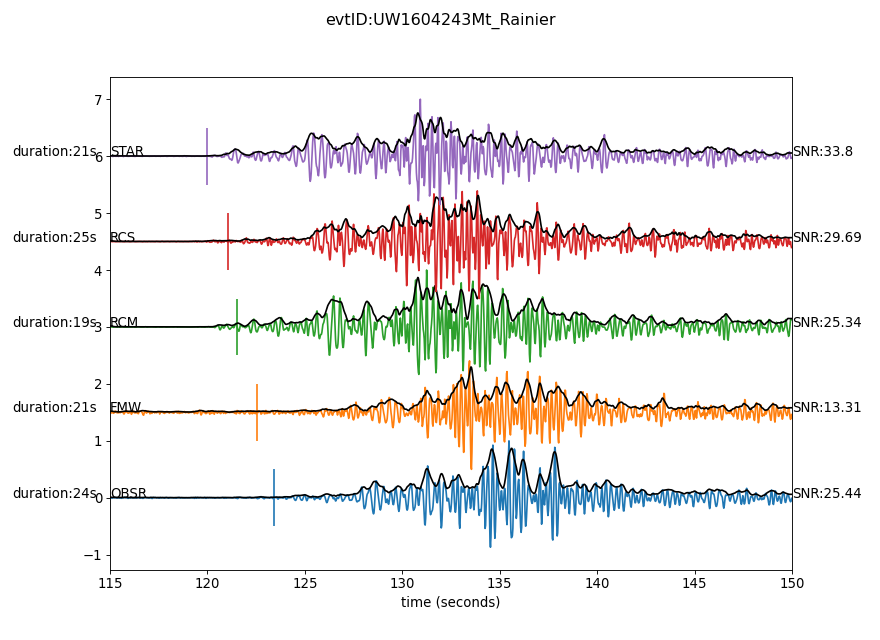 evtID:UW1604243Mt_Rainier
7
duration:21s STAR SNR:33.8
6
5
duration:25s RCS SNR:29.69
4
duration:19s RCM SNR:25.34
3
2
duration:21s EMW SNR:13.31
1
duration:24s OBSR SNR:25.44
0
−1
115 120 125 130 135 140 145 150
time (seconds)